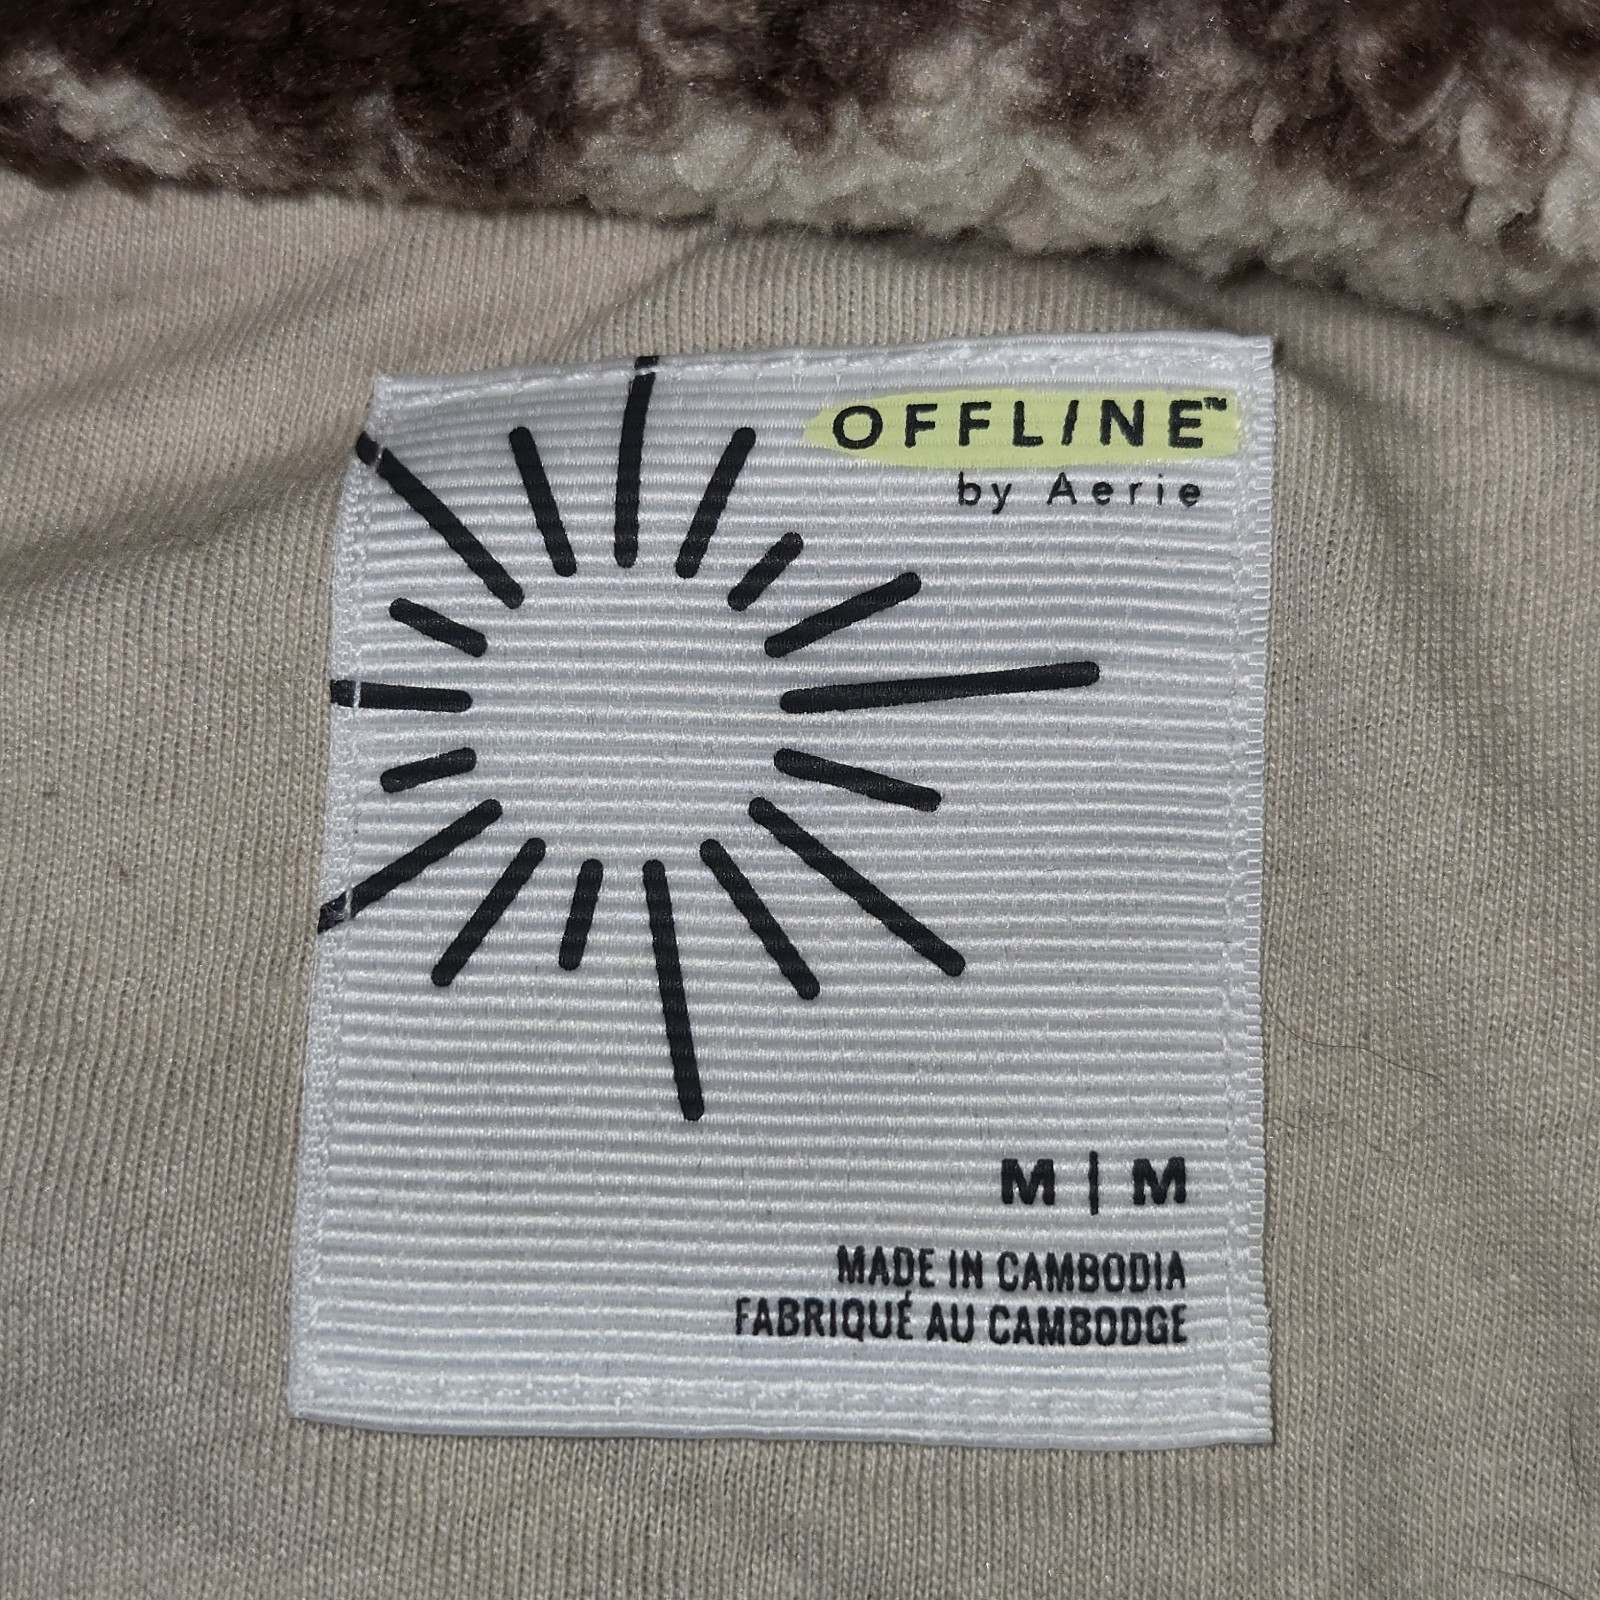 OFFLINE™
by Aerie
M | M
MADE IN CAMBODIA
FABRIQUÉ AU CAMBODGE